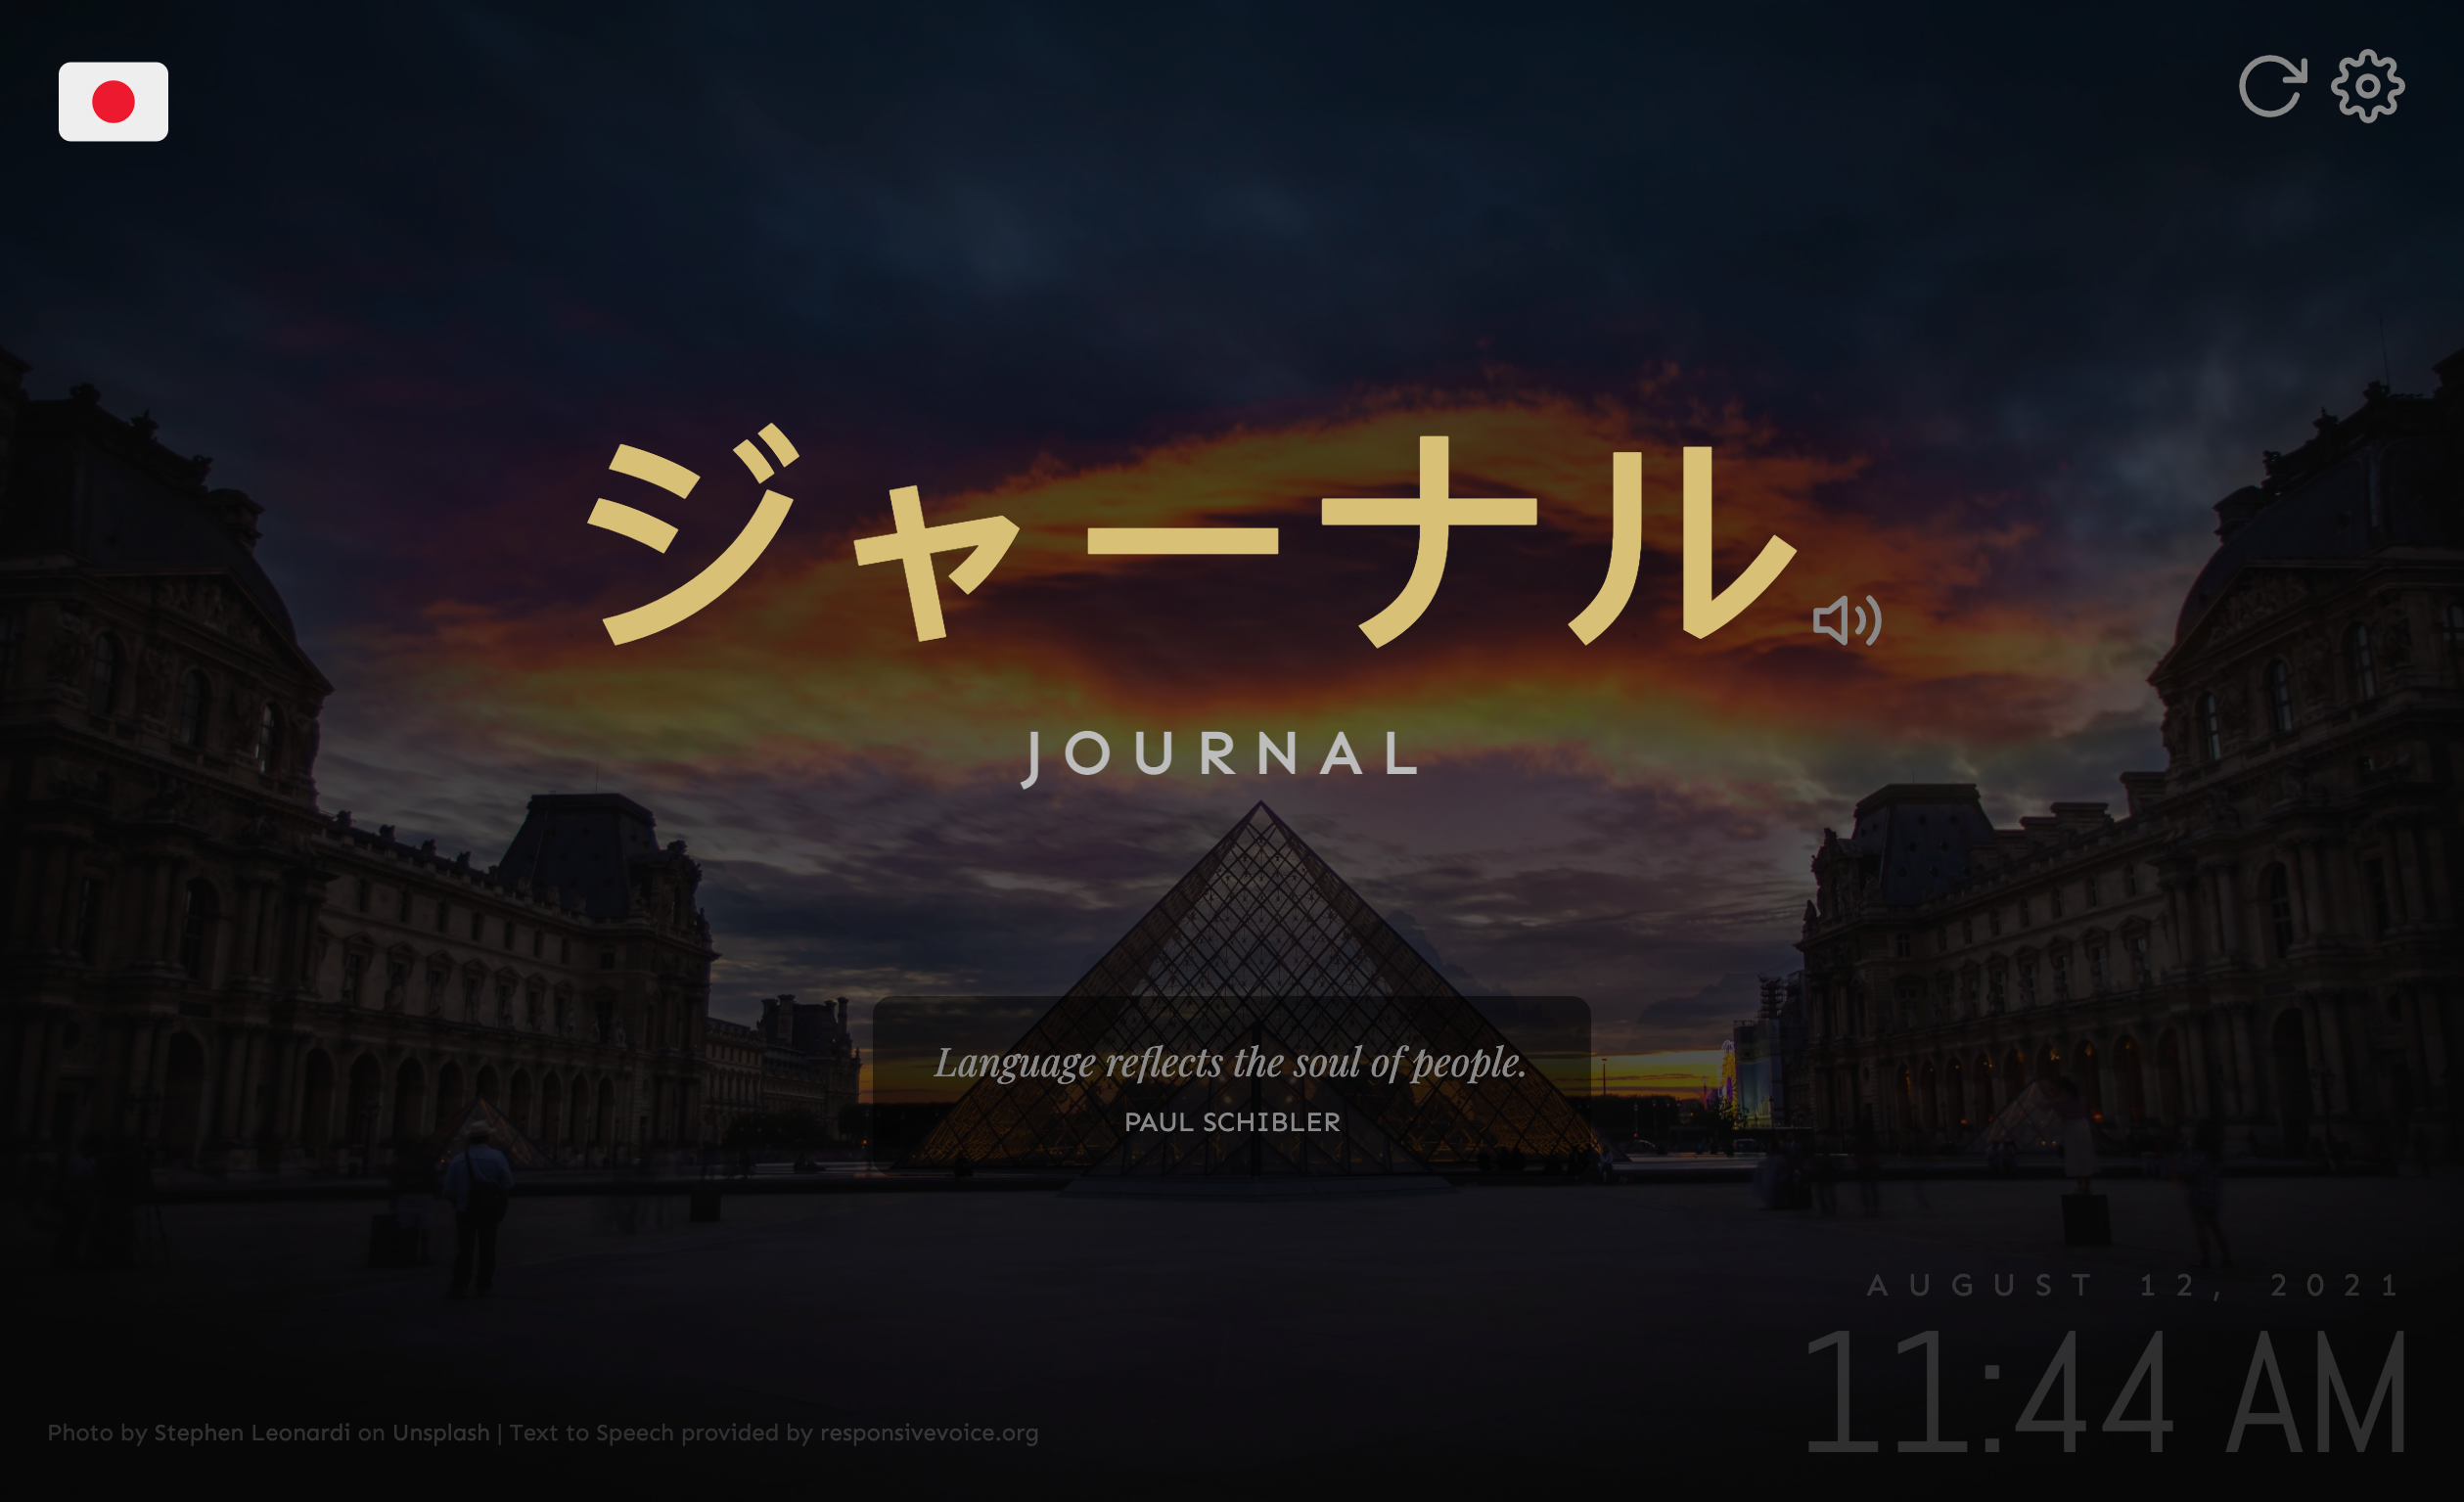 ジャーナル
JOURNAL
Language reflects the soul of people.
PAUL SCHIBLER
AUGUST 12, 2021
11:44 AM
Photo by Stephen Leonardi on Unsplash | Text to Speech provided by responsivevoice.org